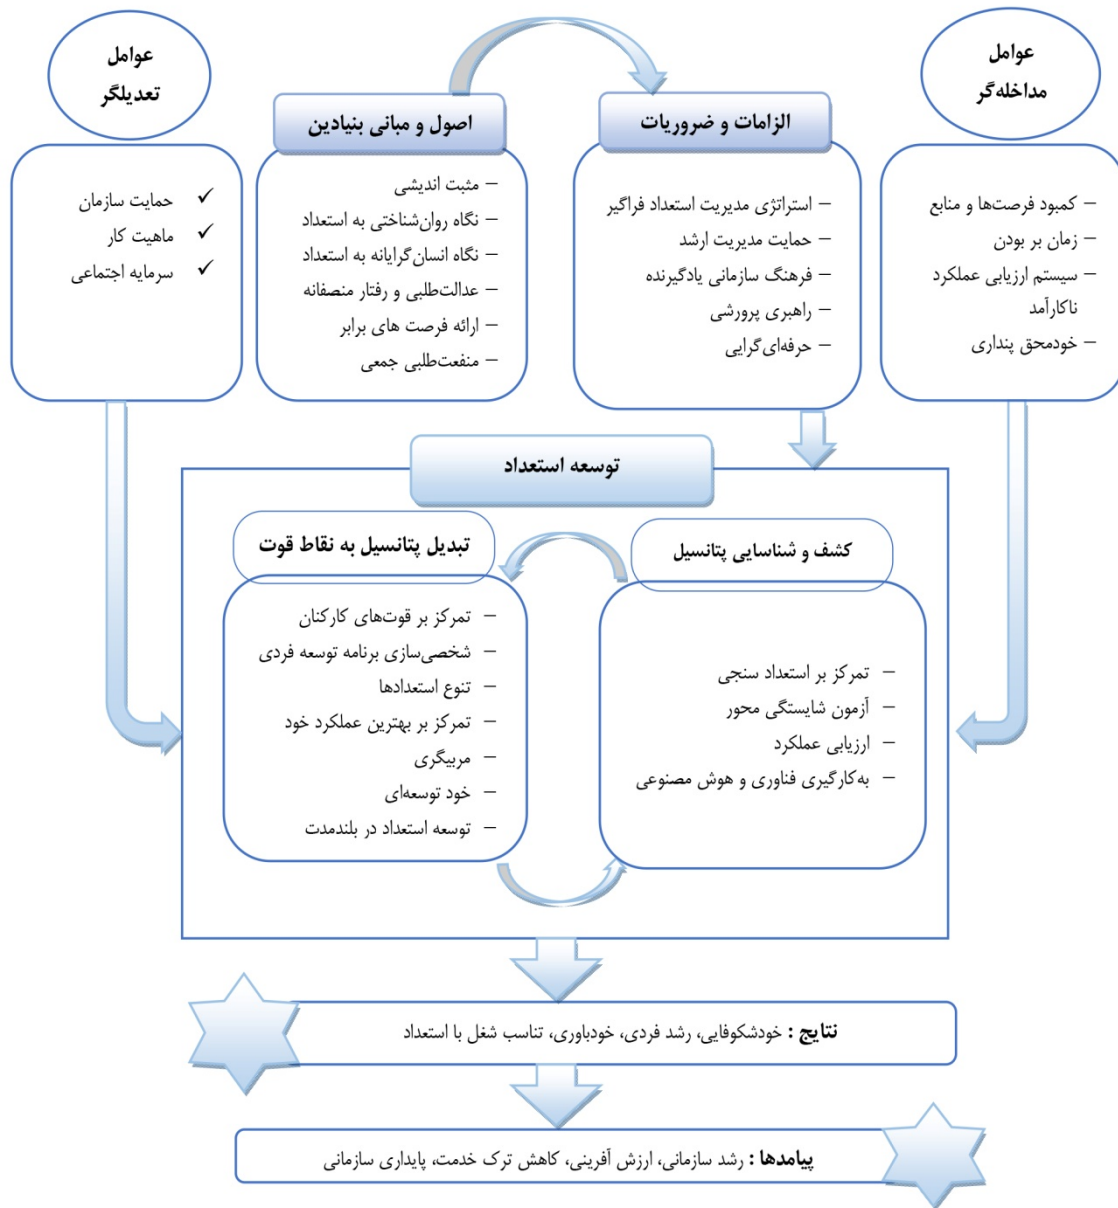 عوامل
مداخله‌گر
– کمبود فرصت‌ها و منابع
– زمان بر بودن
– سیستم ارزیابی عملکرد
ناکارآمد
– خودمحق پنداری
الزامات و ضروریات
– استراتژی مدیریت استعداد فراگیر
– حمایت مدیریت ارشد
– فرهنگ سازمانی یادگیرنده
– راهبری پرورشی
– حرفه‌ای‌گرایی
اصول و مبانی بنیادین
– مثبت اندیشی
– نگاه روان‌شناختی به استعداد
– نگاه انسان‌گرایانه به استعداد
– عدالت‌طلبی و رفتار منصفانه
– ارائه فرصت های برابر
– منفعت‌طلبی جمعی
عوامل
تعدیلگر
✓ حمایت سازمان
✓ ماهیت کار
✓ سرمایه اجتماعی
توسعه استعداد
کشف و شناسایی پتانسیل
– تمرکز بر استعداد سنجی
– آزمون شایستگی محور
– ارزیابی عملکرد
– به‌کارگیری فناوری و هوش مصنوعی
تبدیل پتانسیل به نقاط قوت
– تمرکز بر قوت‌های کارکنان
– شخصی‌سازی برنامه توسعه فردی
– تنوع استعدادها
– تمرکز بر بهترین عملکرد خود
– مربیگری
– خود توسعه‌ای
– توسعه استعداد در بلندمدت
نتایج : خودشکوفایی، رشد فردی، خودباوری، تناسب شغل با استعداد
پیامدها : رشد سازمانی، ارزش آفرینی، کاهش ترک خدمت، پایداری سازمانی